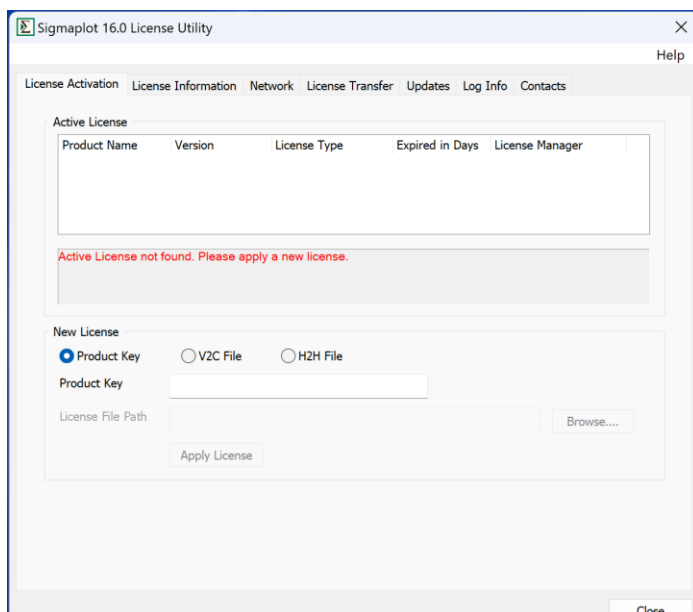 Sigmaplot 16.0 License Utility
Help
License Activation License Information Network License Transfer Updates Log Info Contacts
Active License
Product Name Version License Type Expired in Days License Manager
Active License not found. Please apply a new license.
New License
Product Key V2C File H2H File
Product Key
License File Path Browse....
Apply License
Close